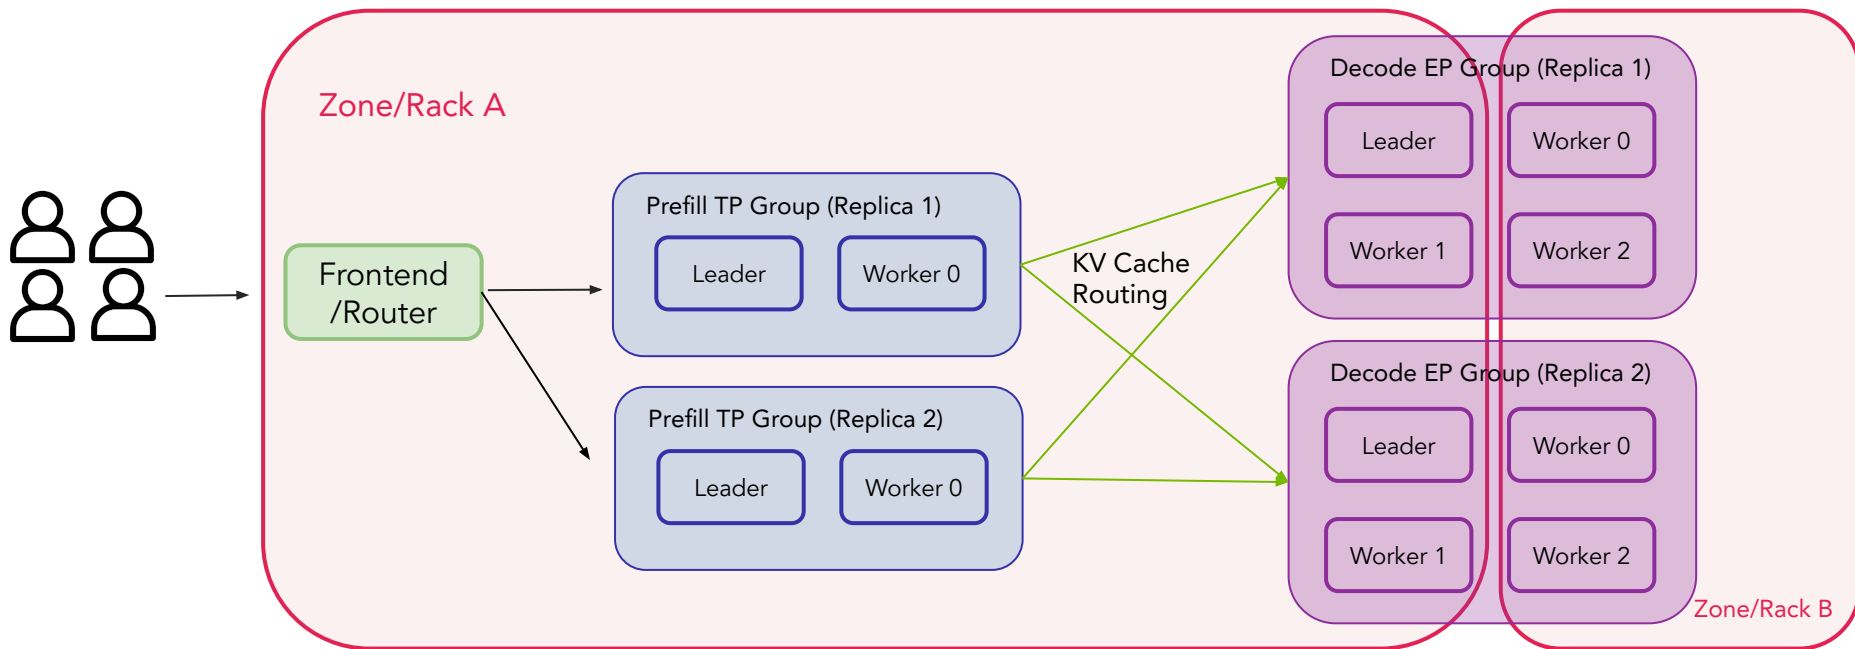 Zone/Rack A
Frontend
/Router
Prefill TP Group (Replica 1)
Leader
Worker 0
Prefill TP Group (Replica 2)
Leader
Worker 0
KV Cache
Routing
Decode EP Group (Replica 1)
Leader
Worker 0
Worker 1
Worker 2
Decode EP Group (Replica 2)
Leader
Worker 0
Worker 1
Worker 2
Zone/Rack B